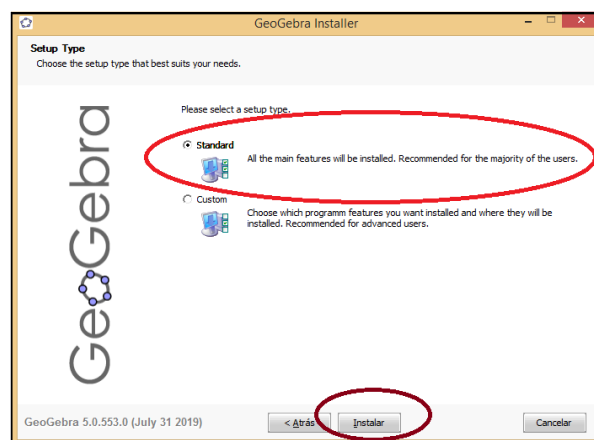 GeoGebra Installer
Setup Type
Choose the setup type that best suits your needs.
GeoGebra
Please select a setup type.
Standard
All the main features will be installed. Recommended for the majority of the users.
Custom
Choose which programm features you want installed and where they will be
installed. Recommended for advanced users.
GeoGebra 5.0.553.0 (July 31 2019)
< Atrás
Instalar
Cancelar